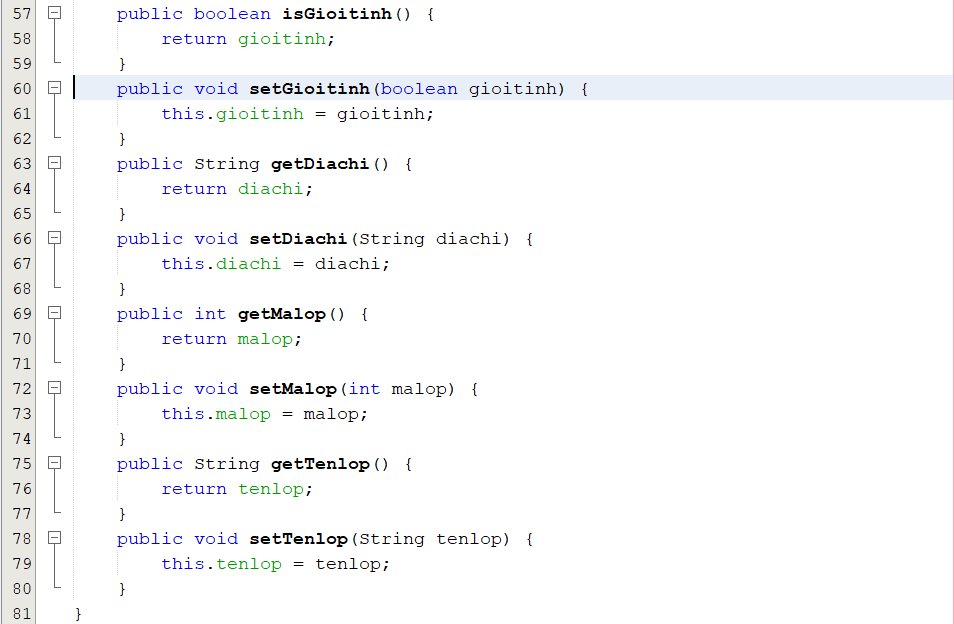 57 public boolean isGioitinh() {
58 return gioitinh;
59 }
60 public void setGioitinh(boolean gioitinh) {
61 this.gioitinh = gioitinh;
62 }
63 public String getDiachi() {
64 return diachi;
65 }
66 public void setDiachi(String diachi) {
67 this.diachi = diachi;
68 }
69 public int getMalop() {
70 return malop;
71 }
72 public void setMalop(int malop) {
73 this.malop = malop;
74 }
75 public String getTenlop() {
76 return tenlop;
77 }
78 public void setTenlop(String tenlop) {
79 this.tenlop = tenlop;
80 }
81 }